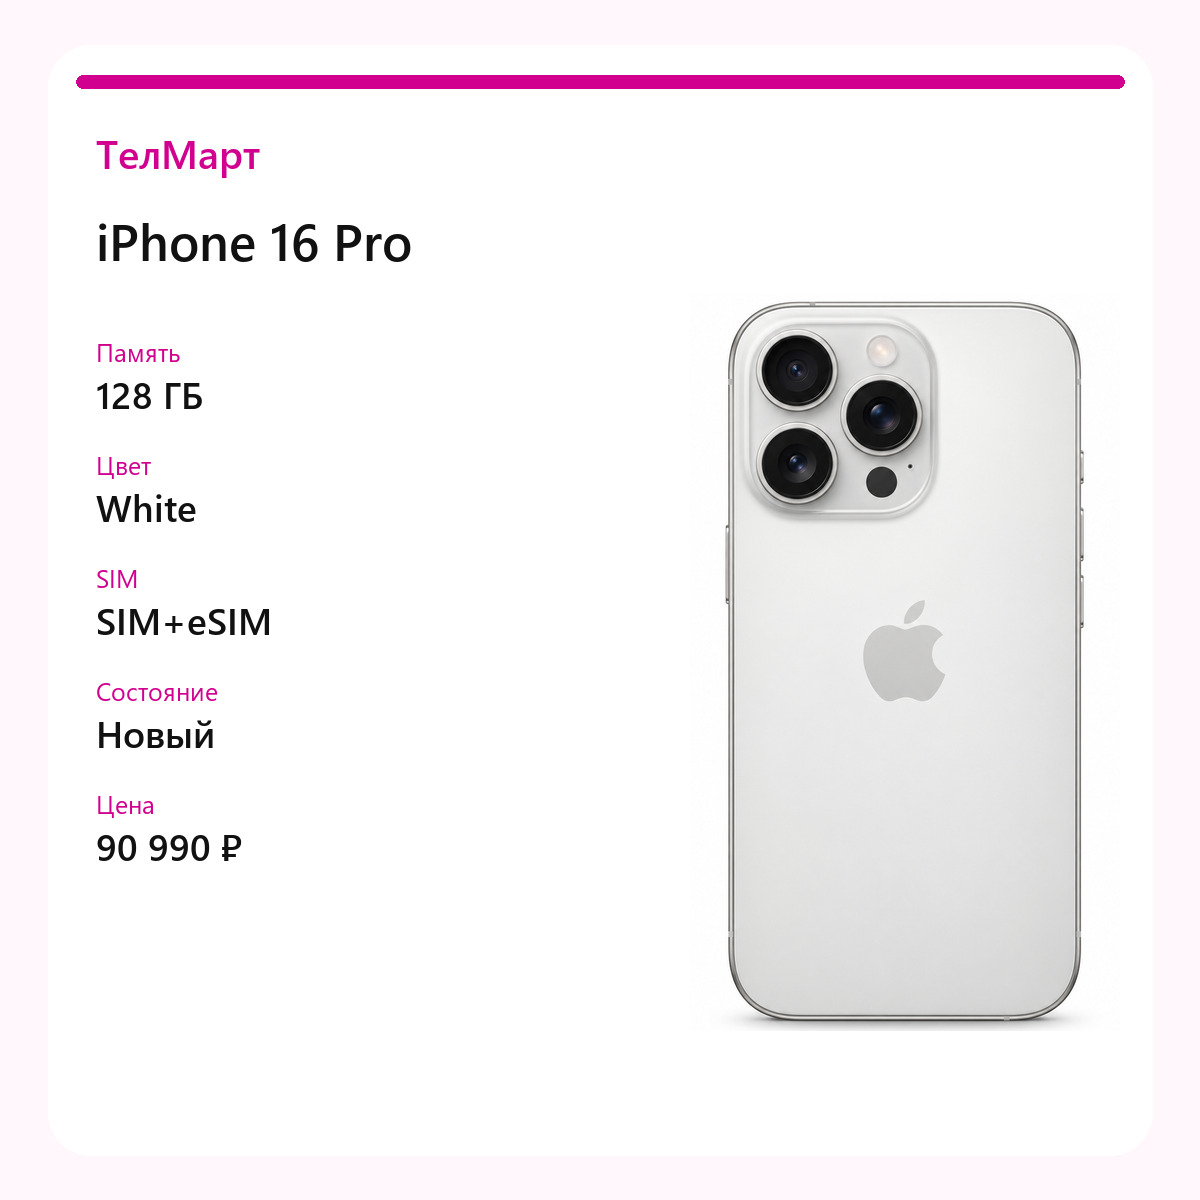 ТелМарт
iPhone 16 Pro
Память
128 ГБ
Цвет
White
SIM
SIM+eSIM
Состояние
Новый
Цена
90 990 ₽